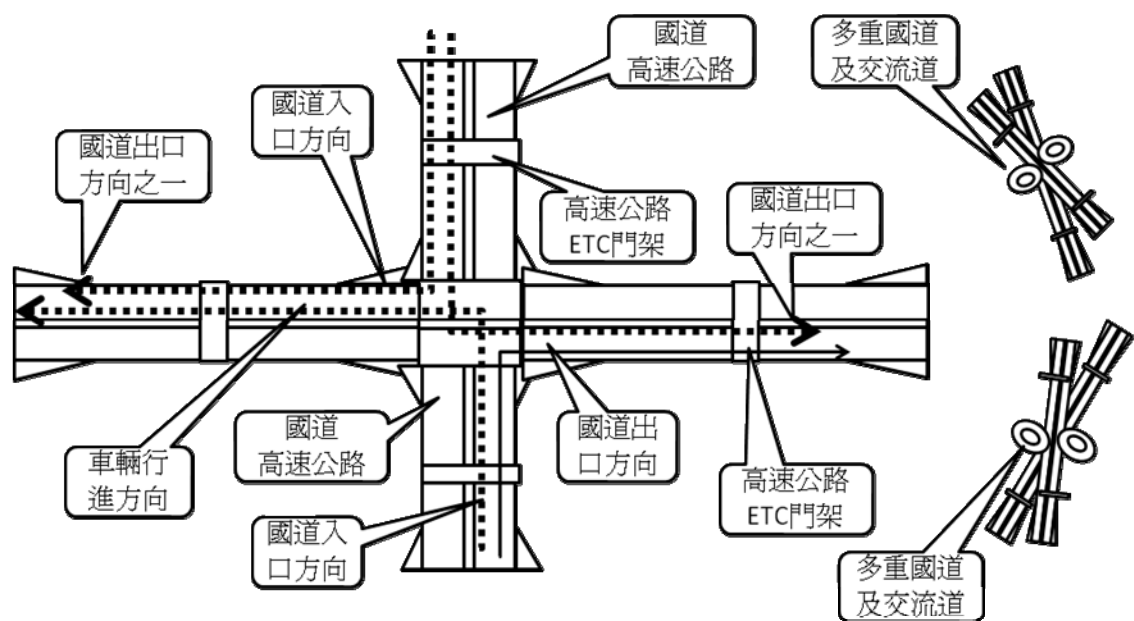 國道
高速公路
多重國道
及交流道
國道入
口方向
國道出口
方向之一
高速公路
ETC門架
國道出口
方向之一
車輛行
進方向
國道
高速公路
國道出
口方向
高速公路
ETC門架
國道入
口方向
多重國道
及交流道